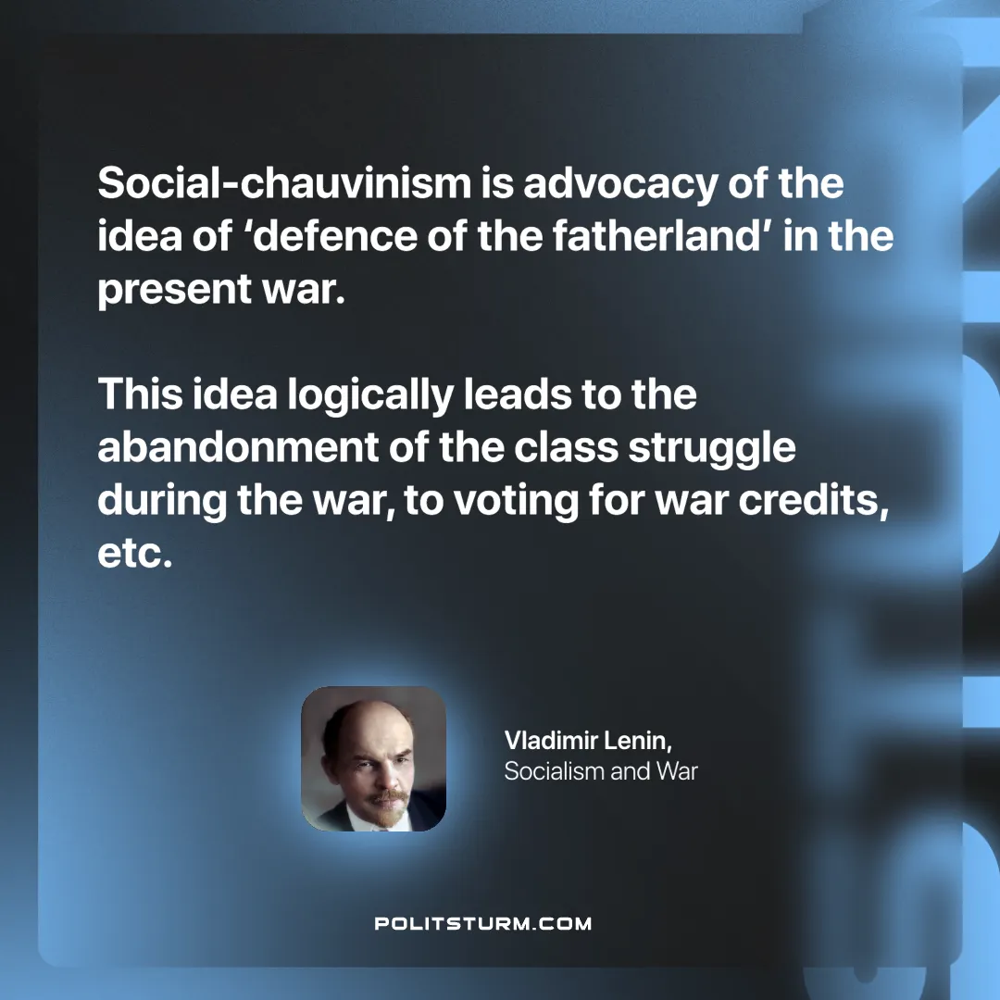 Social-chauvinism is advocacy of the
idea of ‘defence of the fatherland’ in the
present war.
This idea logically leads to the
abandonment of the class struggle
during the war, to voting for war credits,
etc.
Vladimir Lenin,
Socialism and War
POLITSTURM.COM